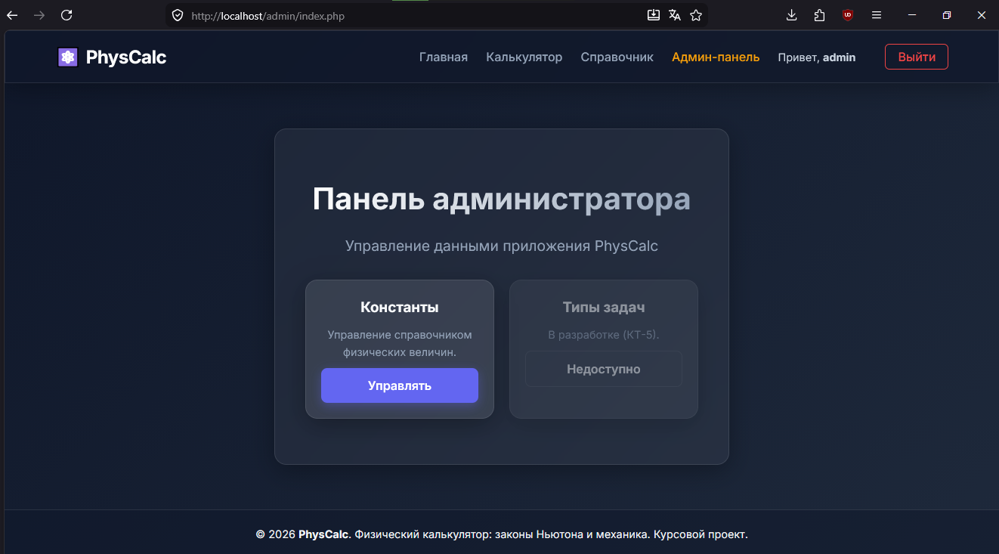 http://localhost/admin/index.php
PhysCalc
Главная Калькулятор Справочник Админ-панель Привет, admin Выйти
Панель администратора
Управление данными приложения PhysCalc
Константы
Управление справочником
физических величин.
Управлять
Типы задач
В разработке (КТ-5).
Недоступно
© 2026 PhysCalc. Физический калькулятор: законы Ньютона и механика. Курсовой проект.